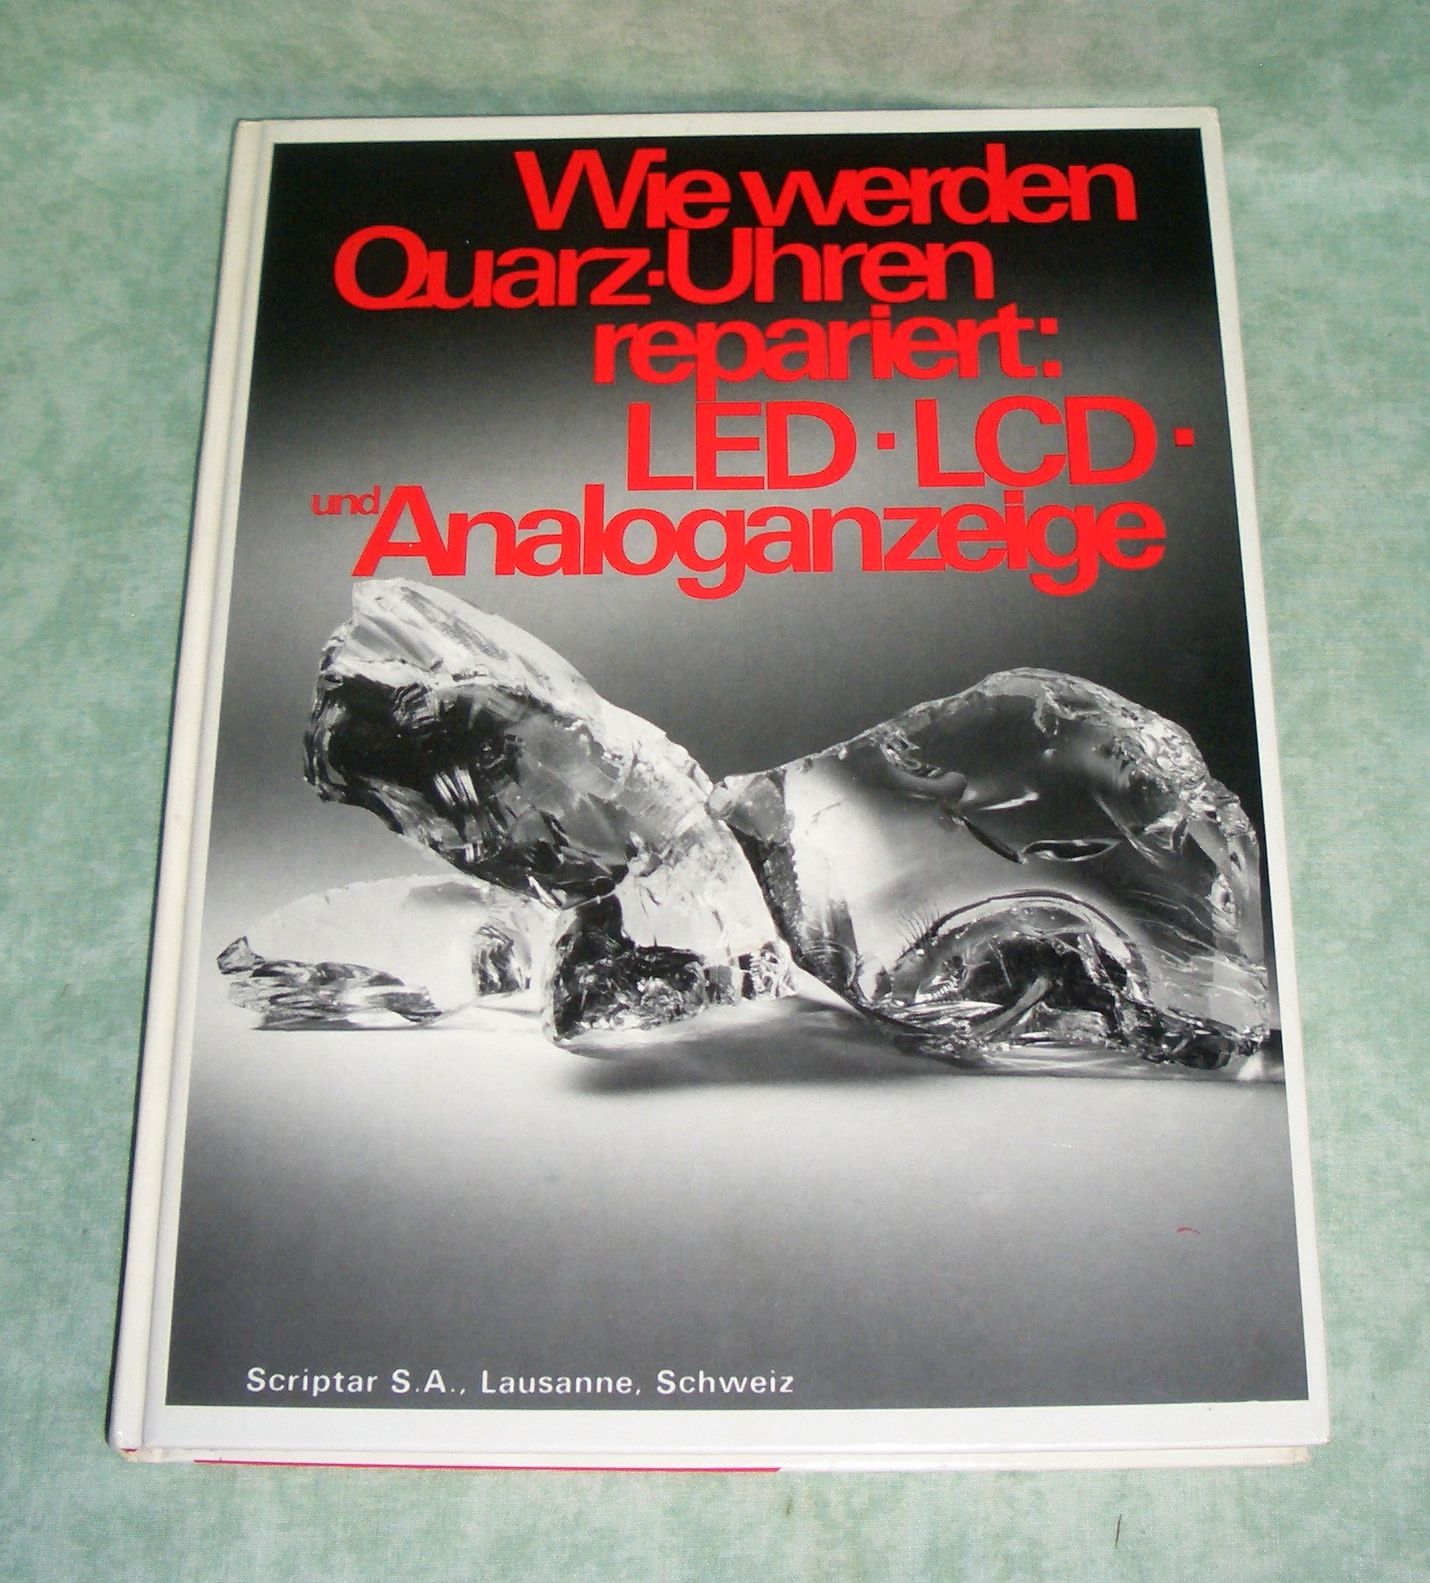 Wie werden
Quarz-Uhren
repariert:
LED · LCD ·
und Analoganzeige
Scriptar S.A., Lausanne, Schweiz